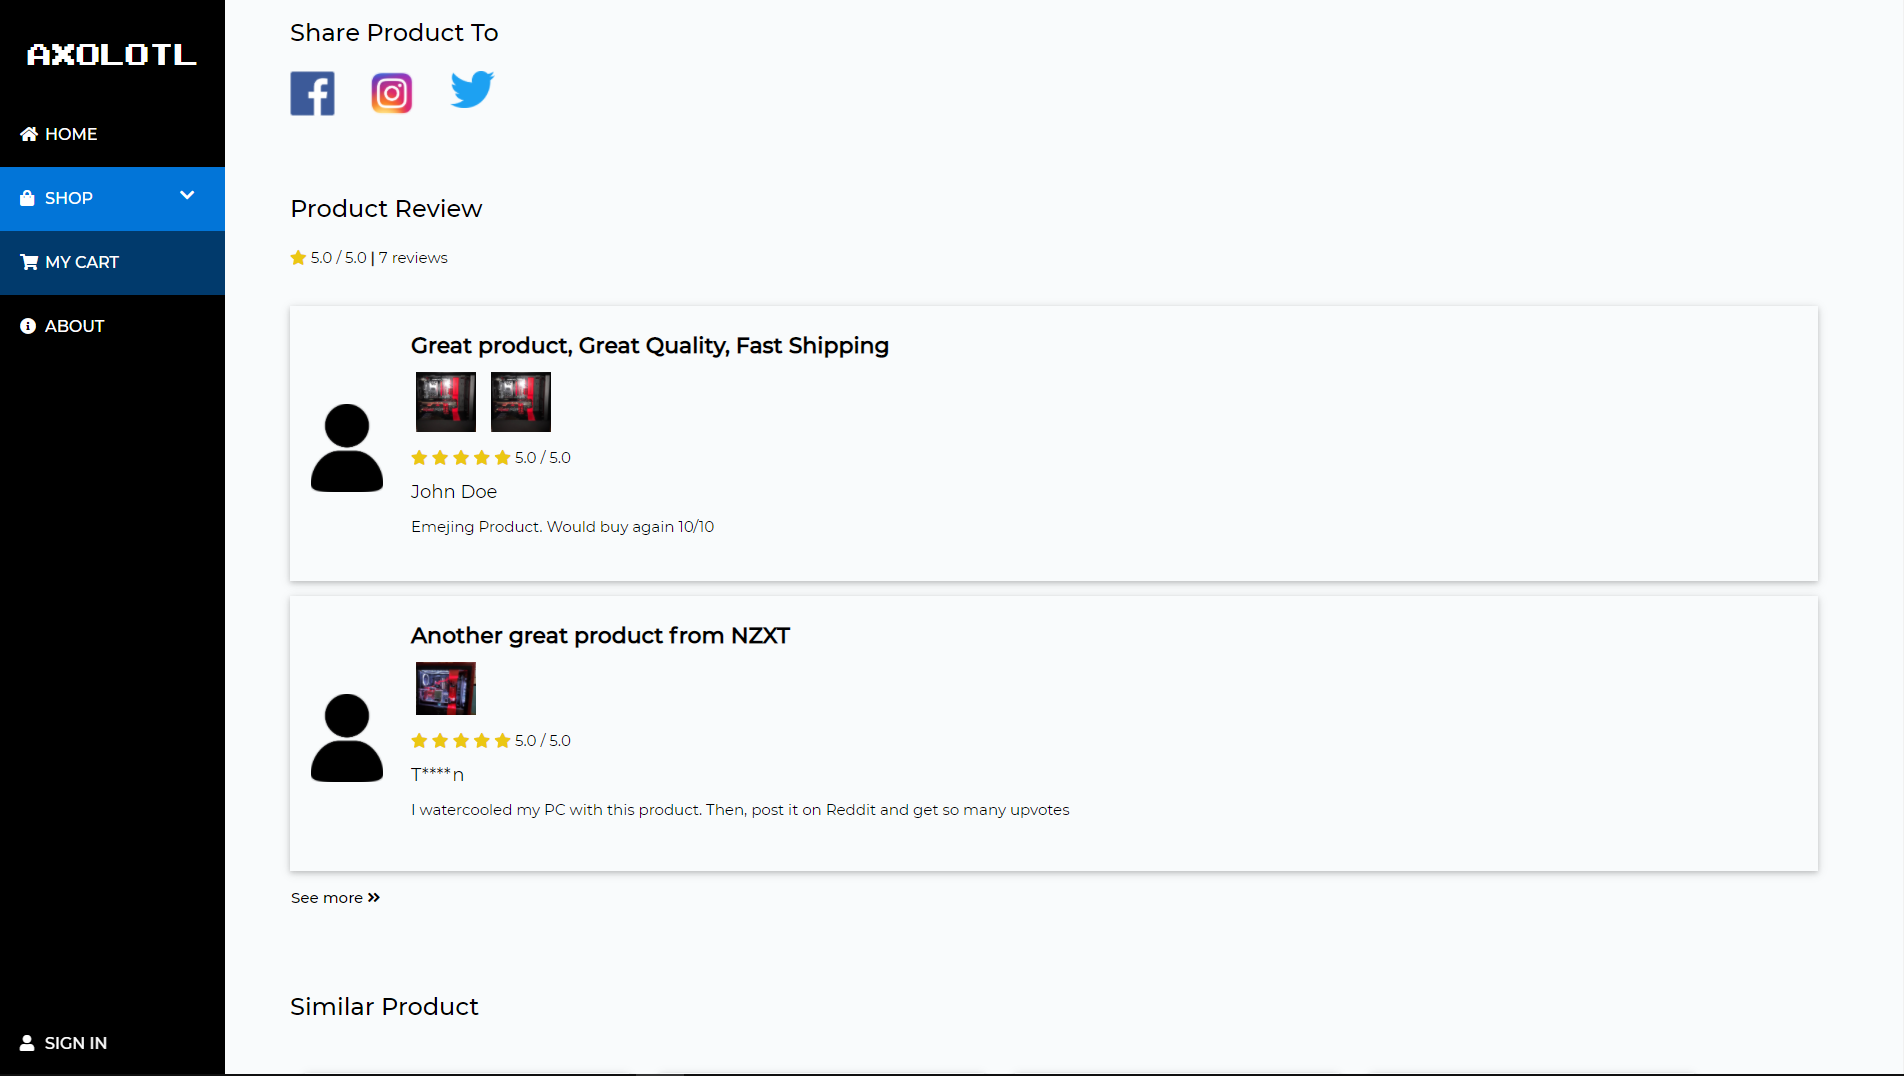 AXOLOTL
HOME
SHOP
MY CART
ABOUT
SIGN IN
Share Product To
Product Review
5.0 / 5.0 | 7 reviews
Great product, Great Quality, Fast Shipping
5.0 / 5.0
John Doe
Emejing Product. Would buy again 10/10
Another great product from NZXT
5.0 / 5.0
T****n
I watercooled my PC with this product. Then, post it on Reddit and get so many upvotes
See more
Similar Product